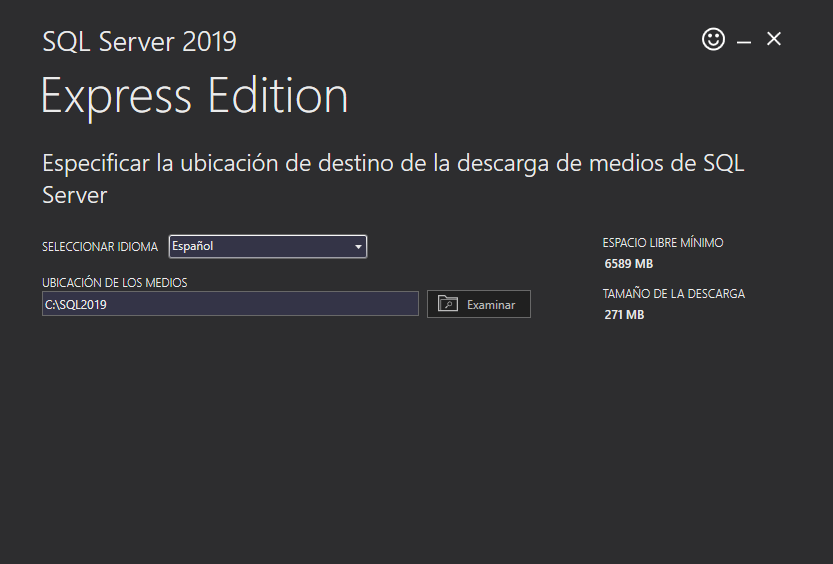 SQL Server 2019
Express Edition
Especificar la ubicación de destino de la descarga de medios de SQL
Server
SELECCIONAR IDIOMA Español
UBICACIÓN DE LOS MEDIOS
C:\SQL2019 Examinar
ESPACIO LIBRE MÍNIMO
6589 MB
TAMAÑO DE LA DESCARGA
271 MB